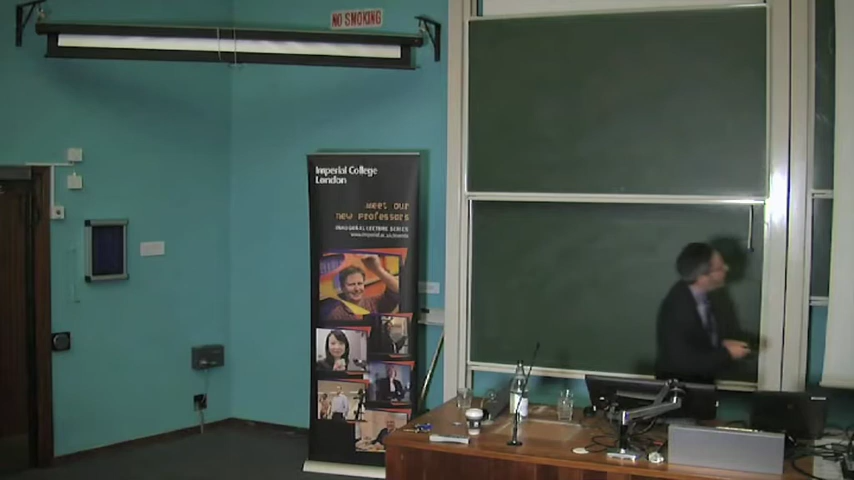 NO SMOKING
Imperial College
London
Meet our
new Professors
INAUGURAL LECTURE SERIES